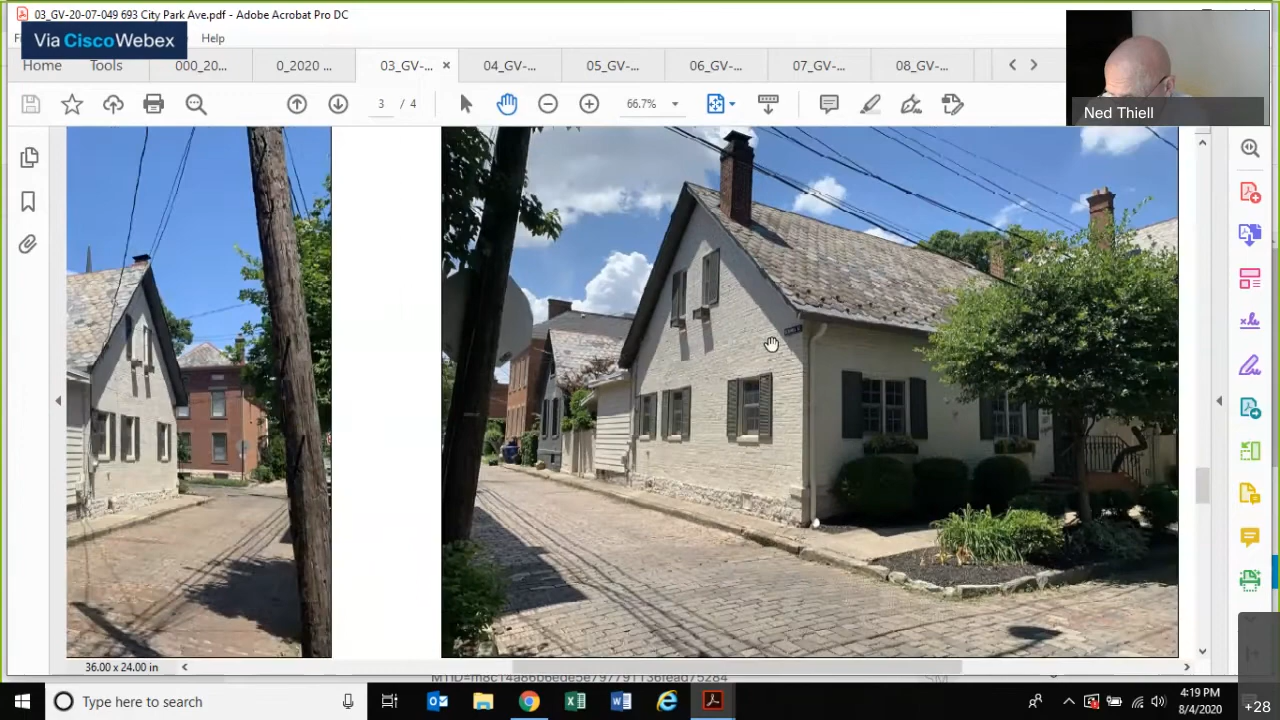 03_GV-20-07-049 693 City Park Ave.pdf - Adobe Acrobat Pro DC
Via Cisco Webex
Help
Home
Tools
000_20...
0_2020 ...
03_GV-...
×
04_GV-...
05_GV-...
06_GV-...
07_GV-...
08_GV-...
3 / 4
66.7%
Ned Thiell
36.00 x 24.00 in
Type here to search
4:19 PM
8/4/2020
+28